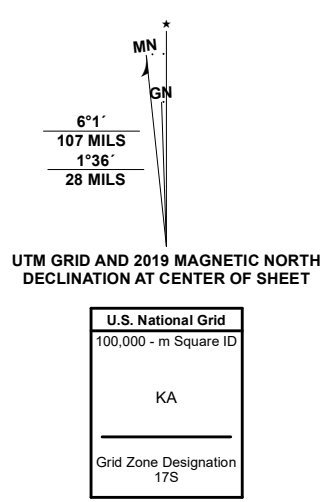 MN
GN
6°1´
107 MILS
1°36´
28 MILS
UTM GRID AND 2019 MAGNETIC NORTH
DECLINATION AT CENTER OF SHEET
U.S. National Grid
100,000 - m Square ID
KA
Grid Zone Designation
17S